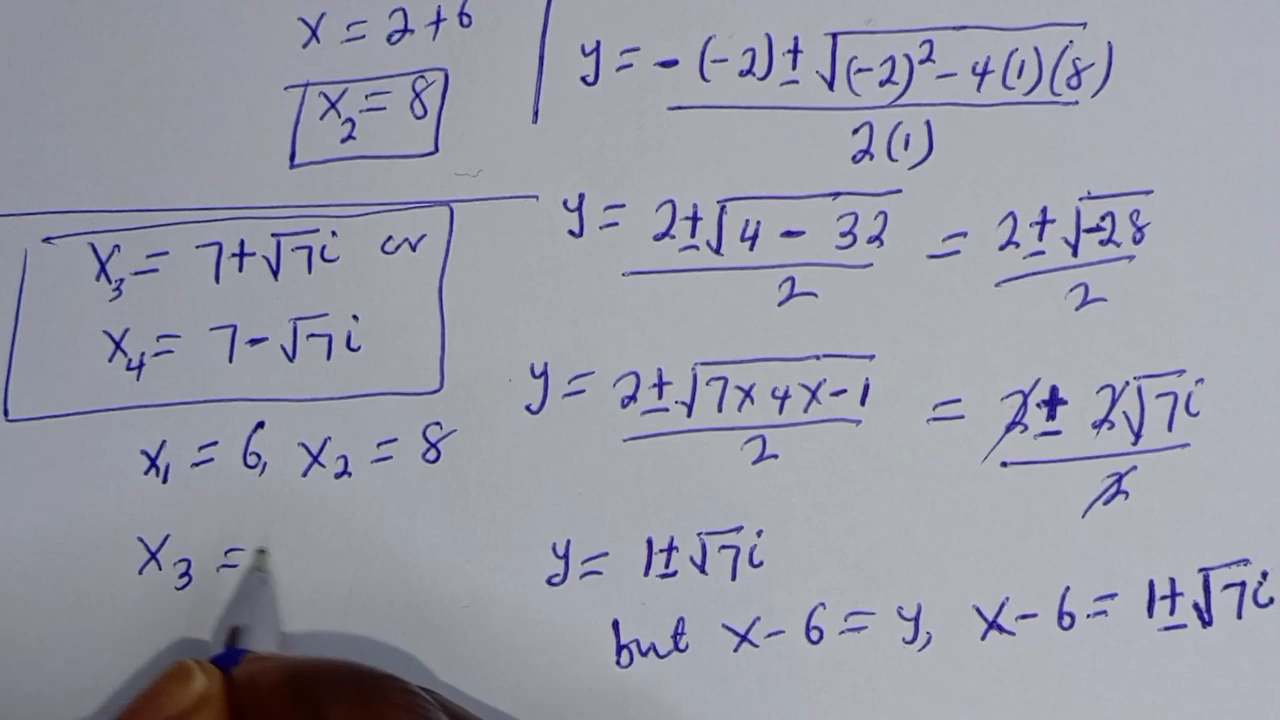 x = 2+6
x₂ = 8
x₃ = 7+√7i or
x₄ = 7-√7i
x₁ = 6, x₂ = 8
x₃ =
y = -(-2)±√(-2)²-4(1)(8)
2(1)
y = 2±√4-32 = 2±√-28
2 2
y = 2±√7×4×-1 = 2±2√7i
2 2
y = 1±√7i
but x-6=y, x-6=1±√7i